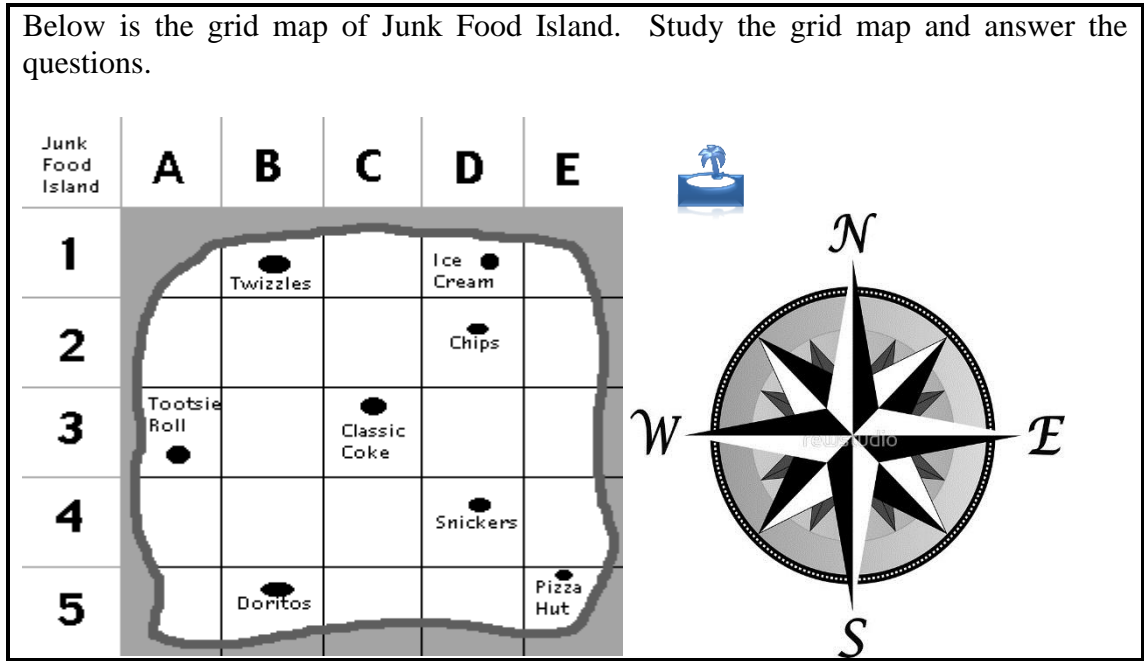 Below is the grid map of Junk Food Island. Study the grid map and answer the
questions.
Junk
Food
Island
A B C D E
1
Twizzles
Ice
Cream
2
Chips
3
Tootsie
Roll
Classic
Coke
4
Snickers
5
Doritos
Pizza
Hut
N
W
E
S